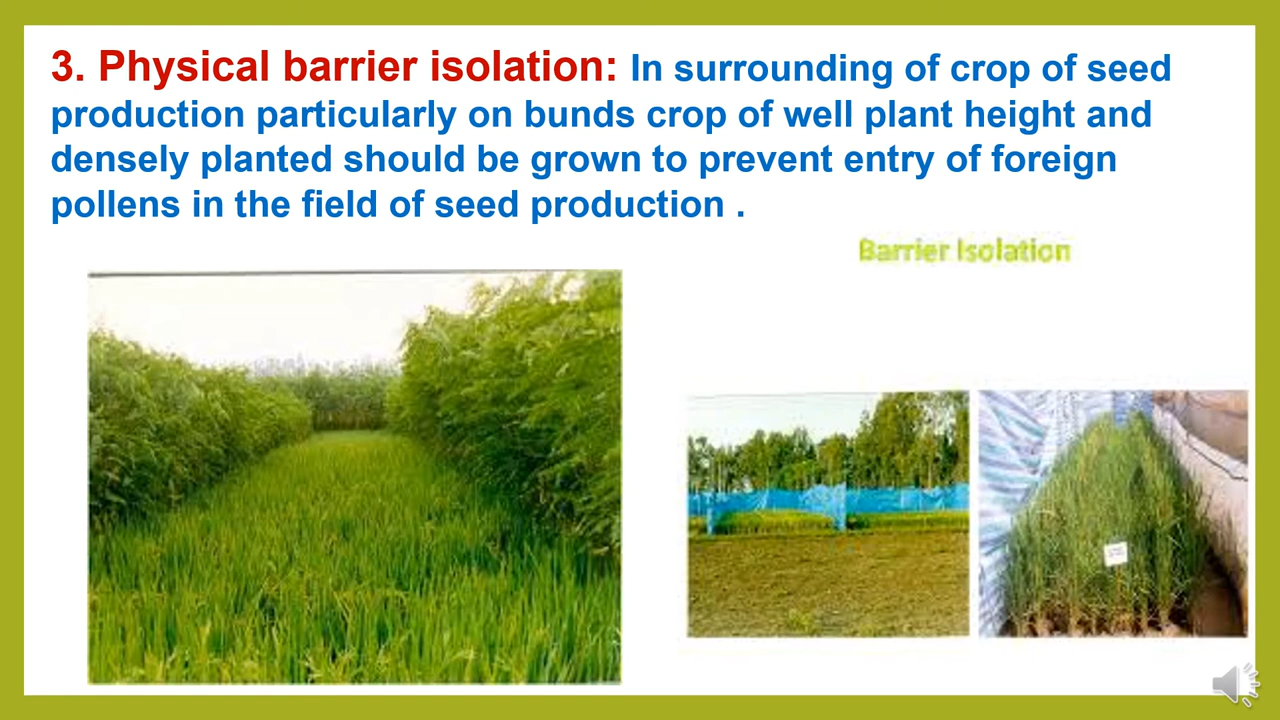 3. Physical barrier isolation: In surrounding of crop of seed
production particularly on bunds crop of well plant height and
densely planted should be grown to prevent entry of foreign
pollens in the field of seed production .
Barrier Isolation